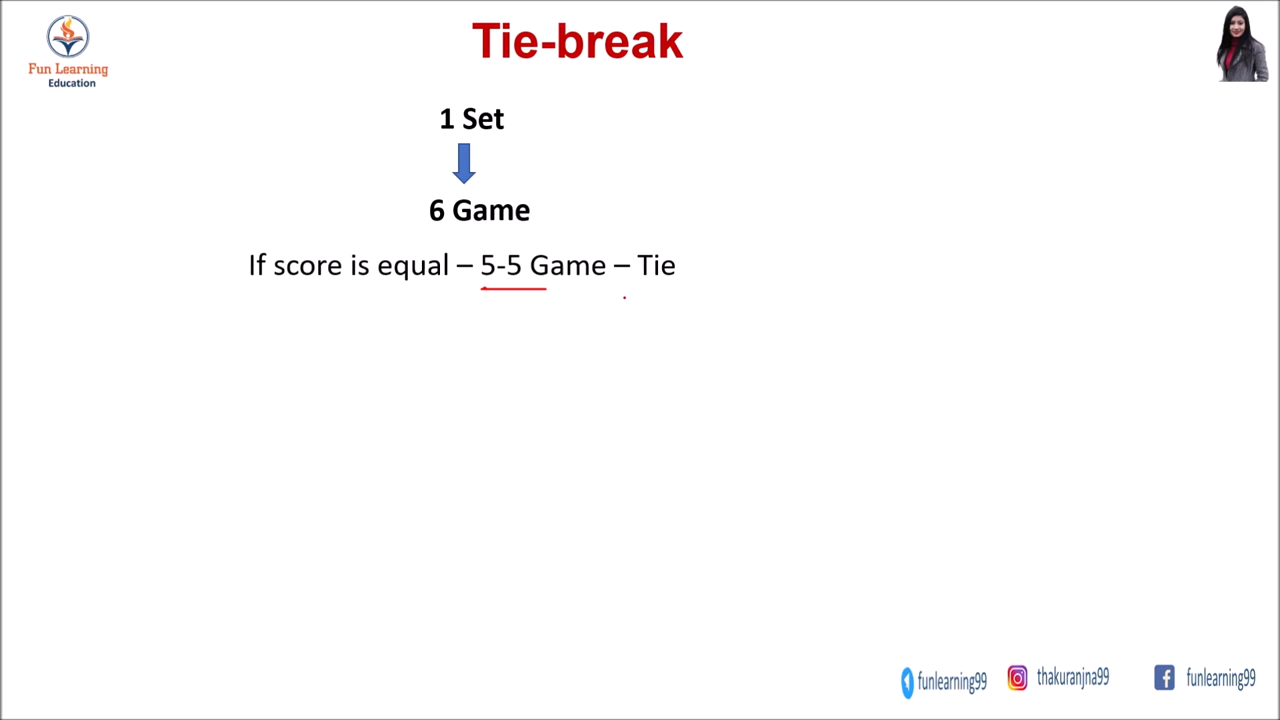 Tie-break
Fun Learning
Education
1 Set
6 Game
If score is equal – 5-5 Game – Tie
funlearning99
thakuranjna99
funlearning99